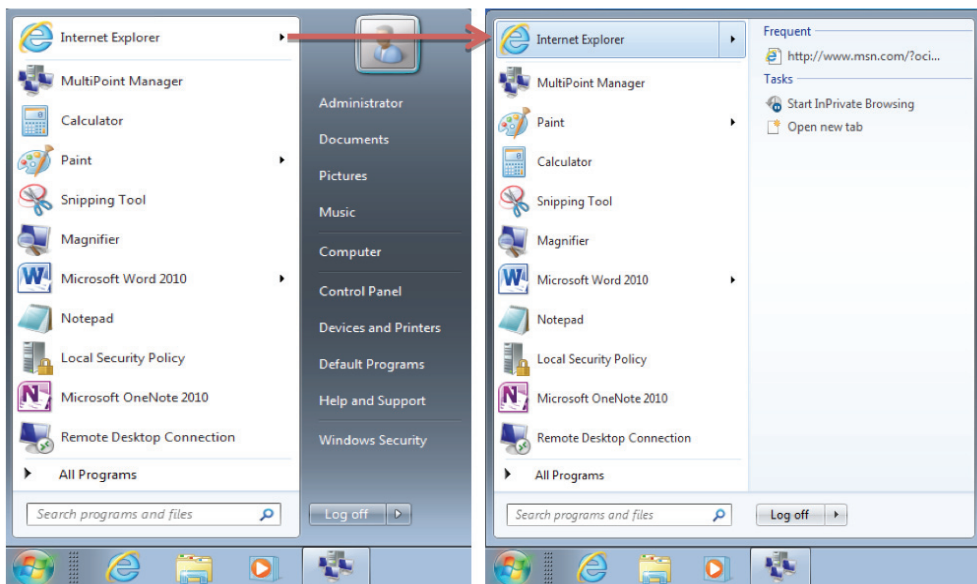 Internet Explorer
MultiPoint Manager
Calculator
Paint
Snipping Tool
Magnifier
Microsoft Word 2010
Notepad
Local Security Policy
Microsoft OneNote 2010
Remote Desktop Connection
All Programs
Search programs and files
Administrator
Documents
Pictures
Music
Computer
Control Panel
Devices and Printers
Default Programs
Help and Support
Windows Security
Log off
Internet Explorer
MultiPoint Manager
Paint
Calculator
Snipping Tool
Magnifier
Microsoft Word 2010
Notepad
Local Security Policy
Microsoft OneNote 2010
Remote Desktop Connection
All Programs
Search programs and files
Frequent
http://www.msn.com/?oci...
Tasks
Start InPrivate Browsing
Open new tab
Log off